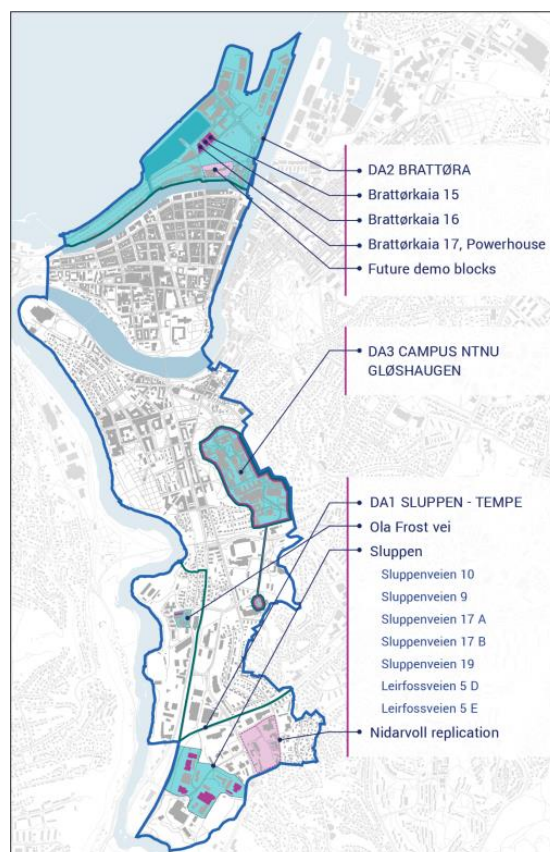 DA2 BRATTØRA
Brattørkaia 15
Brattørkaia 16
Brattørkaia 17, Powerhouse
Future demo blocks
DA3 CAMPUS NTNU
GLØSHAUGEN
DA1 SLUPPEN - TEMPE
Ola Frost vei
Sluppen
Sluppenveien 10
Sluppenveien 9
Sluppenveien 17 A
Sluppenveien 17 B
Sluppenveien 19
Leirfossveien 5 D
Leirfossveien 5 E
Nidarvoll replication